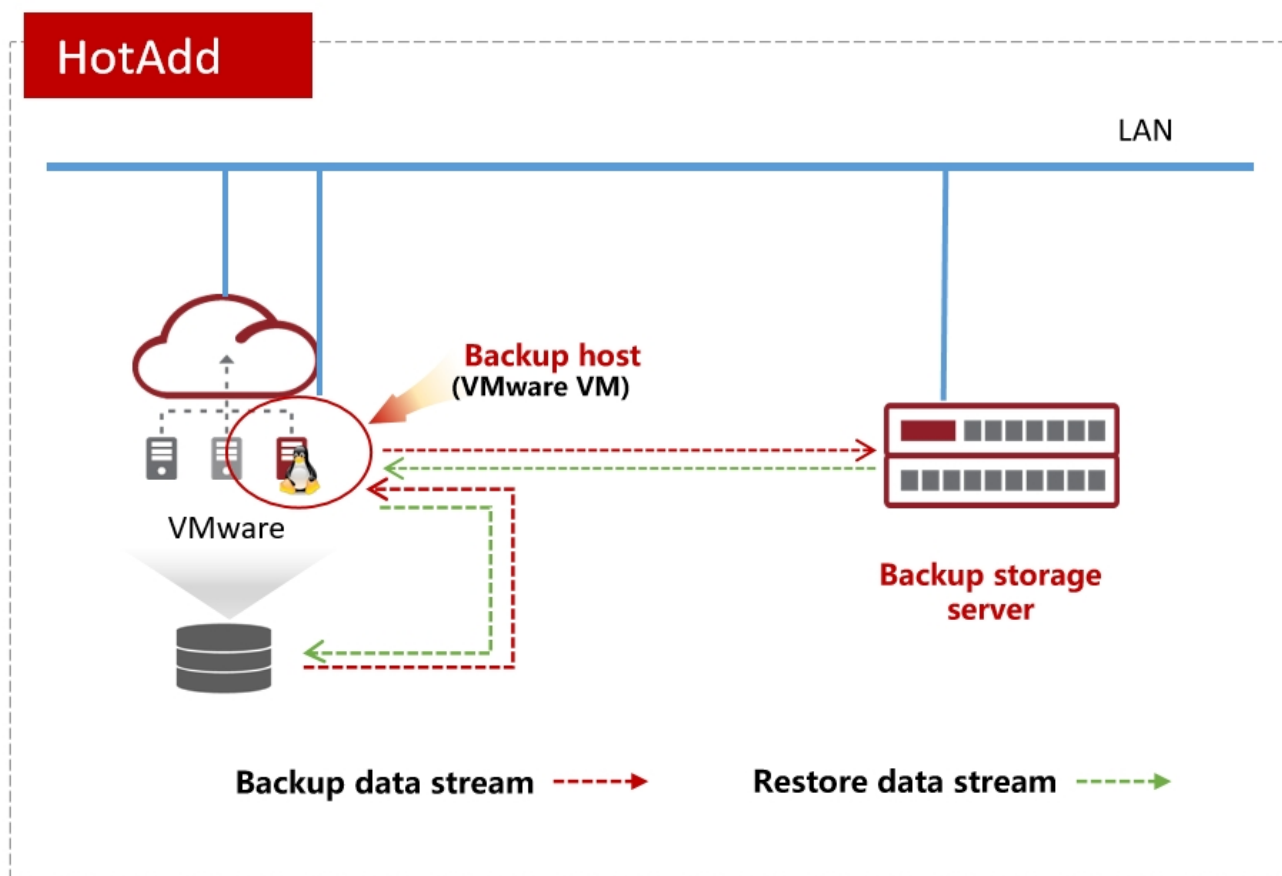 HotAdd
LAN
Backup host
(VMware VM)
VMware
Backup storage
server
Backup data stream
Restore data stream